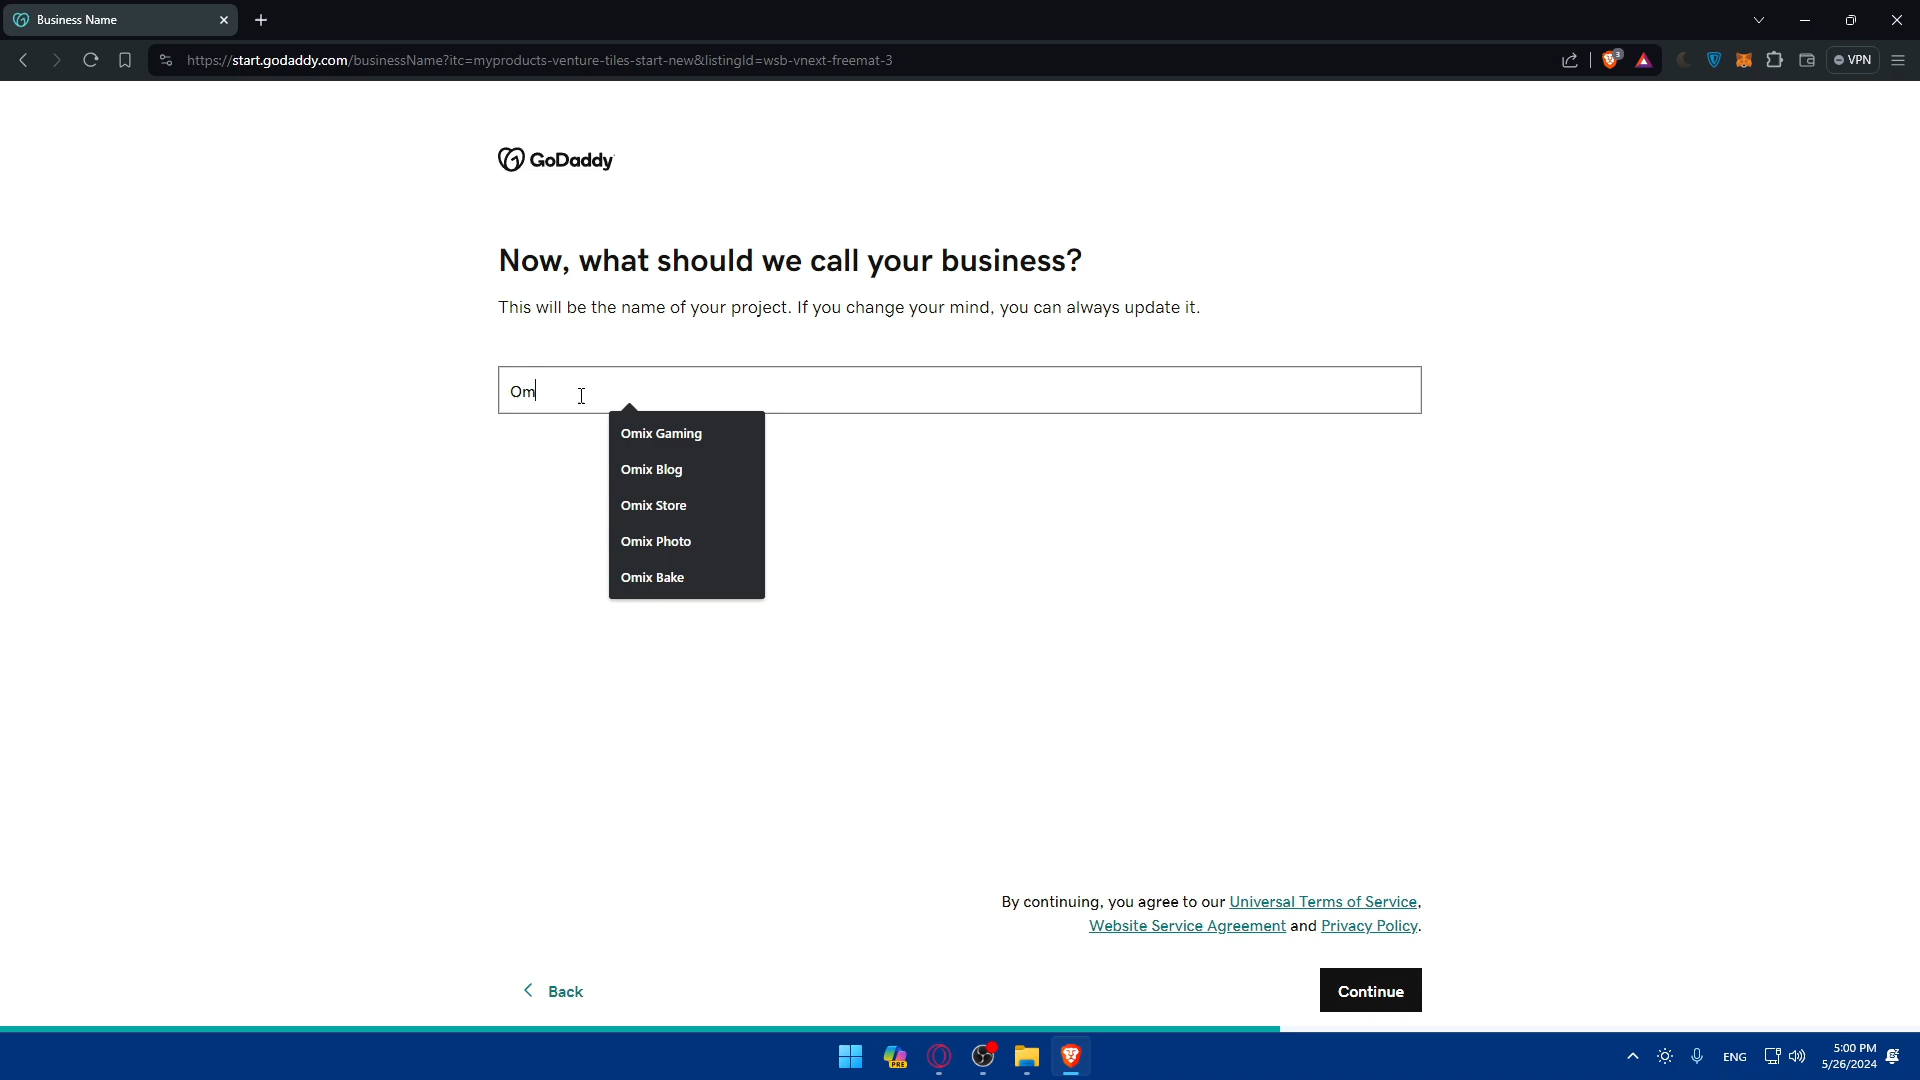 Business Name
https://start.godaddy.com/businessName?itc=myproducts-venture-tiles-start-new&listingId=wsb-vnext-freemat-3
3
VPN
GoDaddy
Now, what should we call your business?
This will be the name of your project. If you change your mind, you can always update it.
Om
Omix Gaming
Omix Blog
Omix Store
Omix Photo
Omix Bake
By continuing, you agree to our Universal Terms of Service,
Website Service Agreement and Privacy Policy.
Back
Continue
PRE
ENG
5:00 PM
5/26/2024